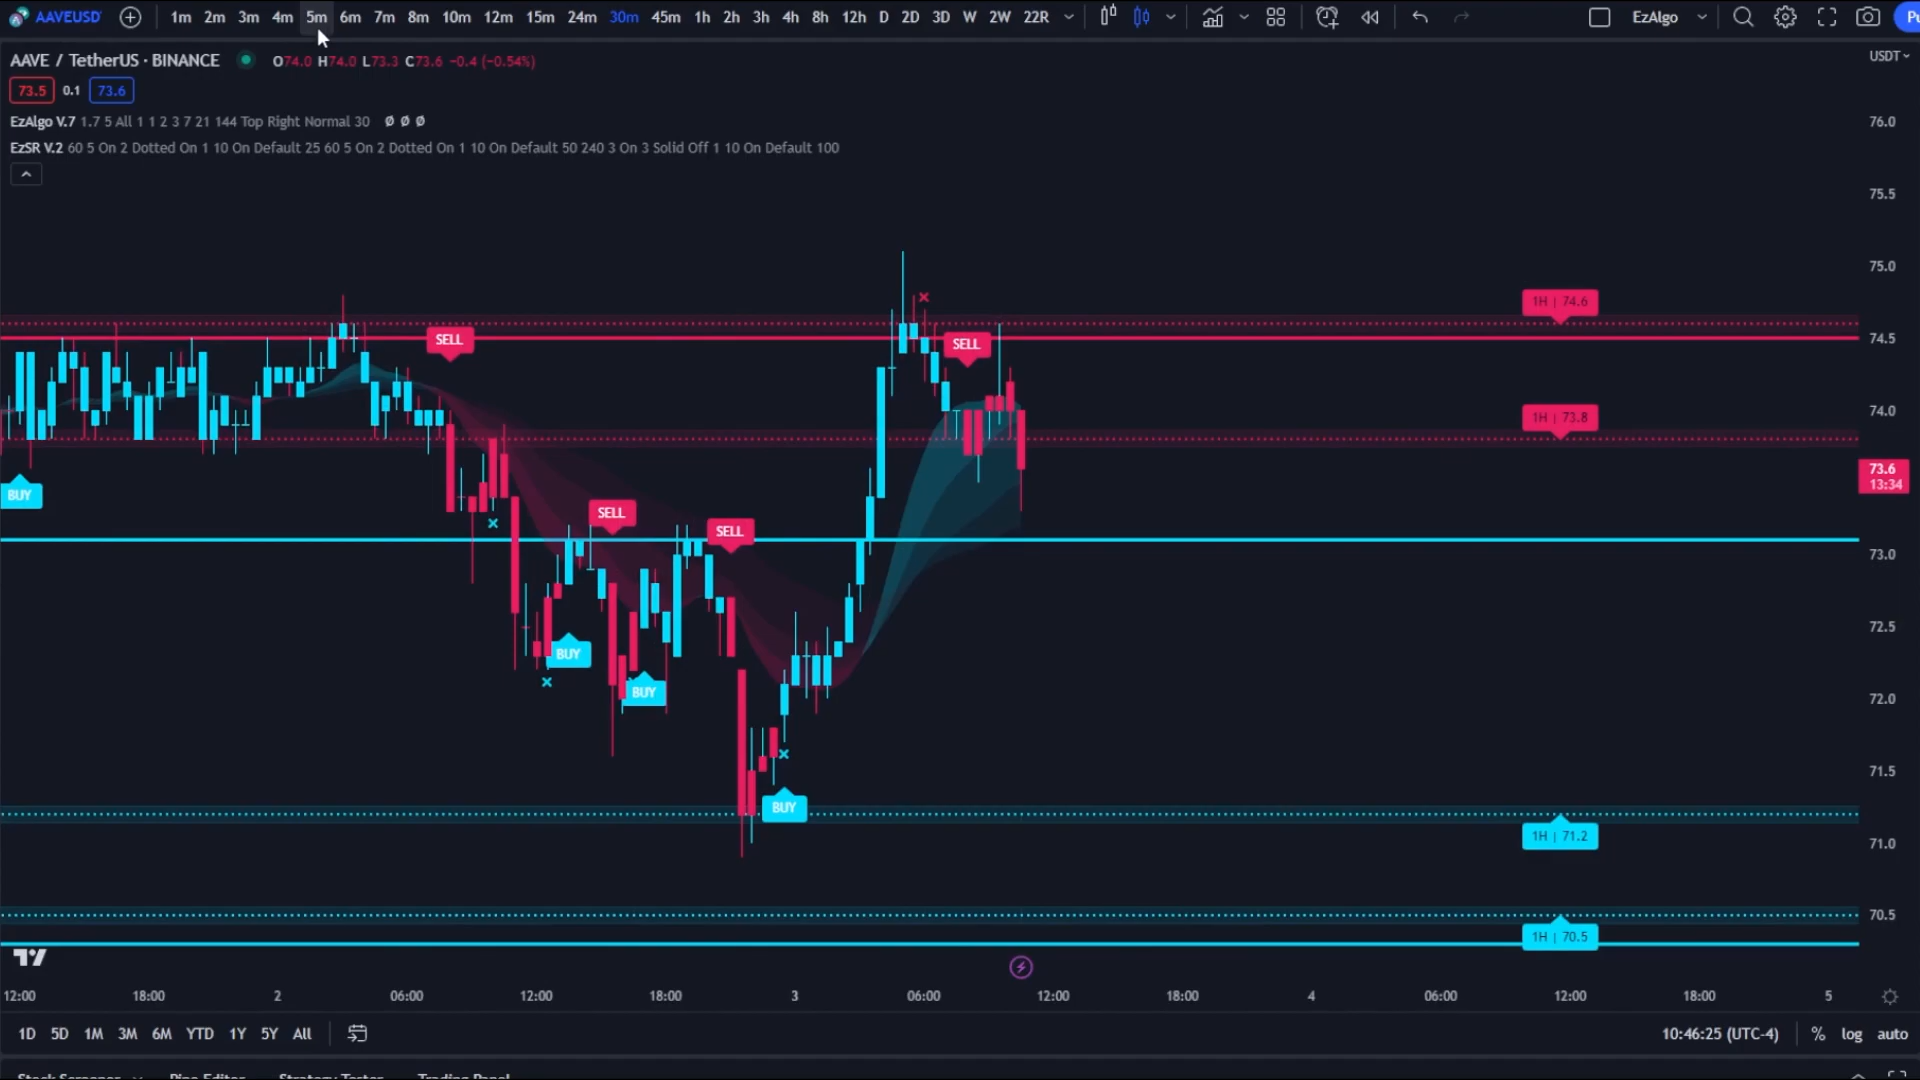 AAVEUSD 1m 2m 3m 4m 5m 6m 7m 8m 10m 12m 15m 24m 30m 45m 1h 2h 3h 4h 8h 12h D 2D 3D W 2W 22R EzAlgo
AAVE / TetherUS · BINANCE O74.0 H74.0 L73.3 C73.6 −0.4 (−0.54%) USDT
73.5 0.1 73.6
EzAlgo V.7 1.7 5 All 1 1 2 3 7 21 144 Top Right Normal 30 Ø Ø Ø
EzSR V.2 60 5 On 2 Dotted On 1 10 On Default 25 60 5 On 2 Dotted On 1 10 On Default 50 240 3 On 3 Solid Off 1 10 On Default 100
76.0
75.5
75.0
1H | 74.6
SELL
SELL
74.5
74.0
1H | 73.8
73.6
13:34
BUY
SELL
SELL
73.0
BUY
72.5
BUY
72.0
71.5
BUY
1H | 71.2
71.0
70.5
1H | 70.5
12:00 18:00 2 06:00 12:00 18:00 3 06:00 12:00 18:00 4 06:00 12:00 18:00 5
1D 5D 1M 3M 6M YTD 1Y 5Y All 10:46:25 (UTC-4) % log auto
Stock Screener Pine Editor Strategy Tester Trading Panel